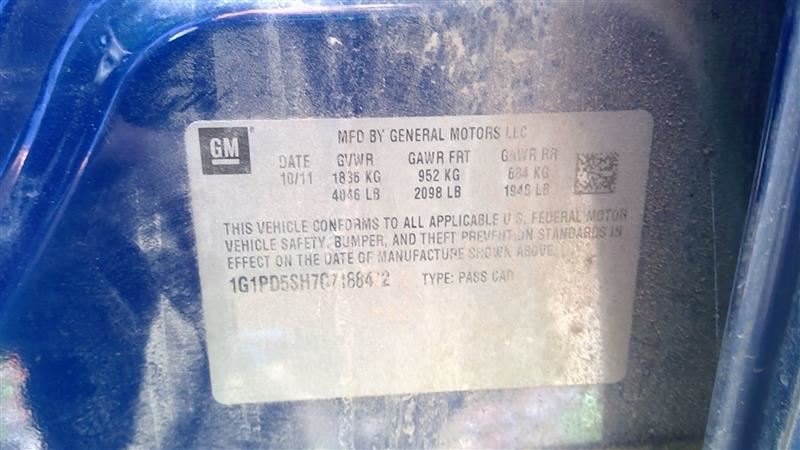 GM
MFD BY GENERAL MOTORS LLC
DATE GVWR GAWR FRT GAWR RR
10/11 1836 KG 952 KG 884 KG
4046 LB 2098 LB 1948 LB
THIS VEHICLE CONFORMS TO ALL APPLICABLE U.S. FEDERAL MOTOR
VEHICLE SAFETY, BUMPER, AND THEFT PREVENTION STANDARDS IN
EFFECT ON THE DATE OF MANUFACTURE SHOWN ABOVE.
TYPE: PASS CAR